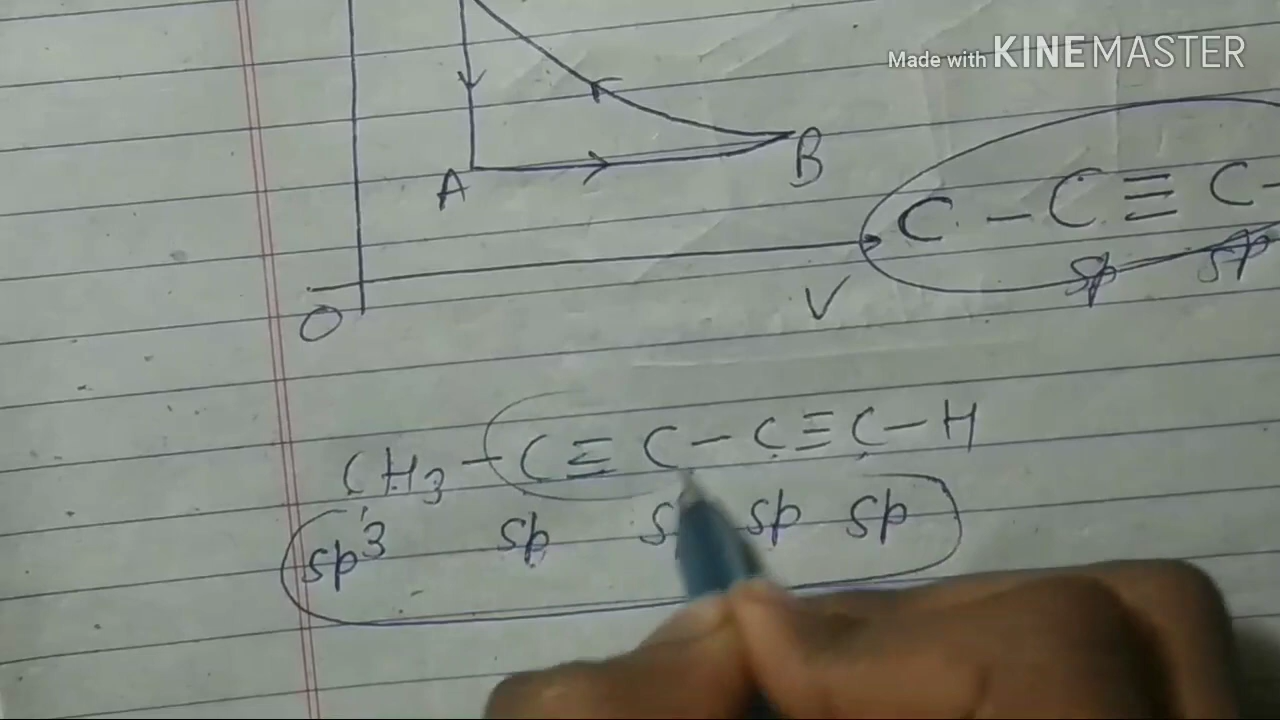 Made with KINEMASTER
A
B
C - C ≡ C -
sp sp
O
V
CH3 - C ≡ C - C ≡ C - H
sp3 sp sp sp